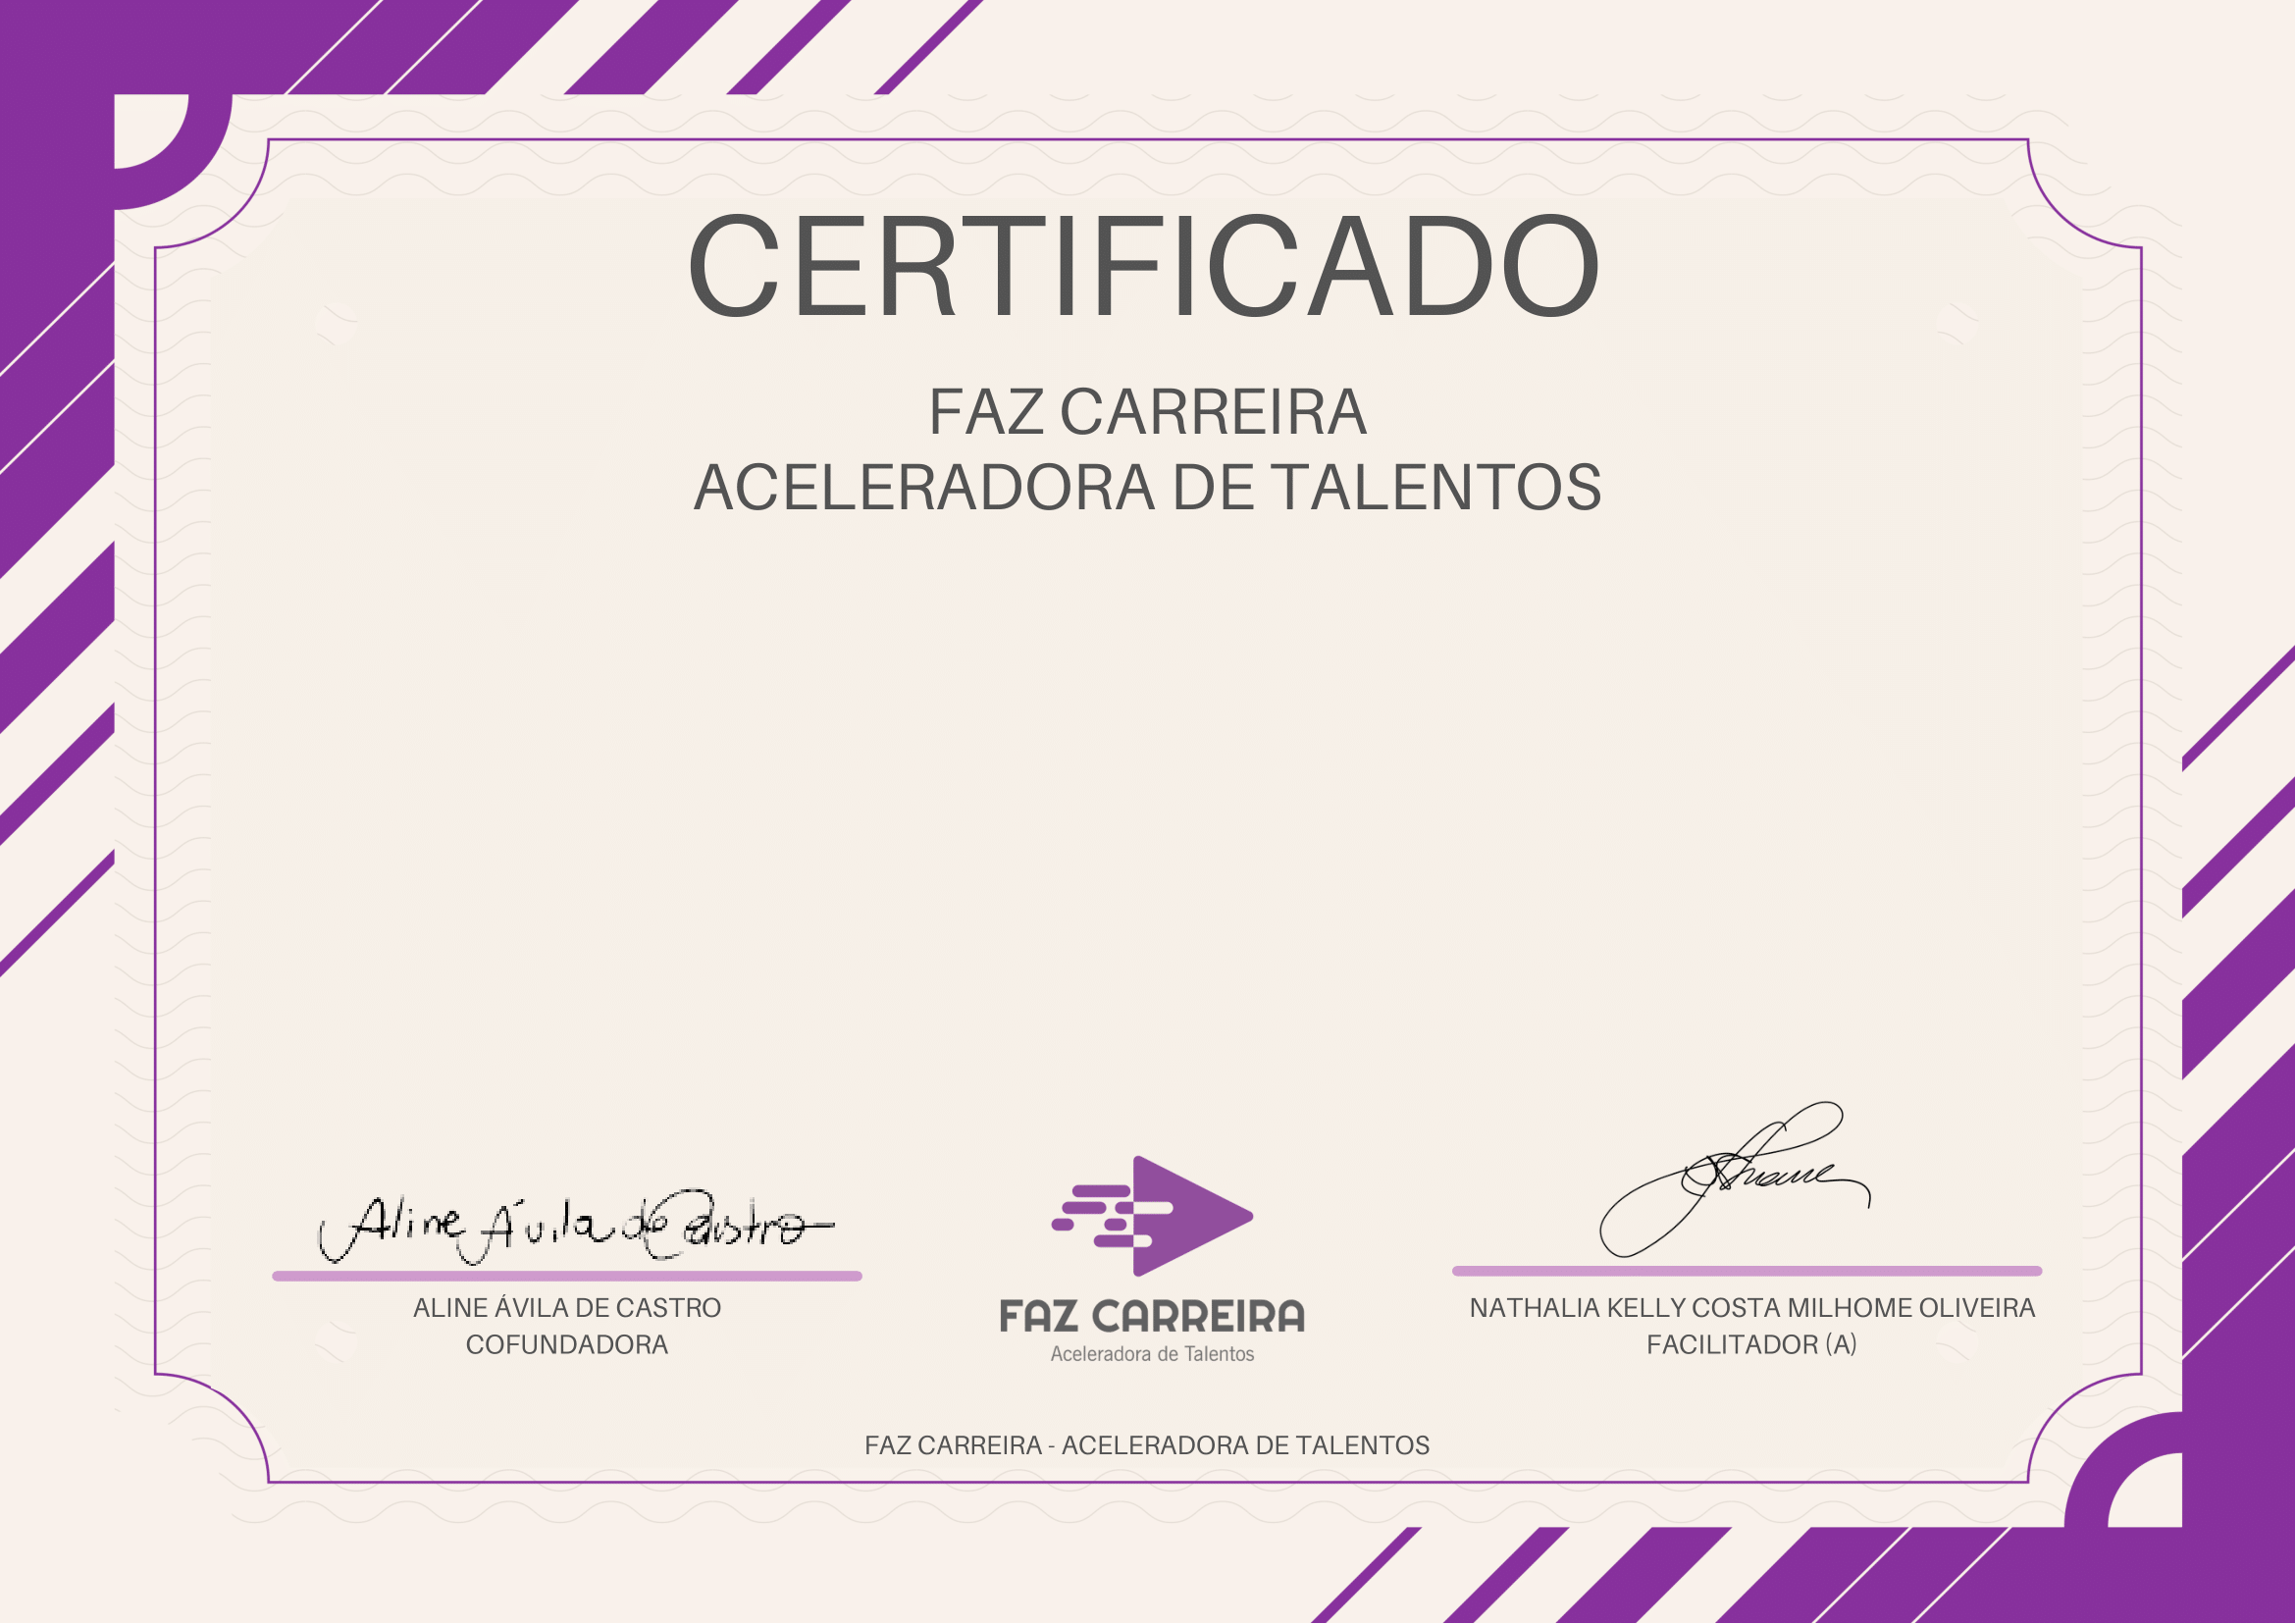 CERTIFICADO
FAZ CARREIRA
ACELERADORA DE TALENTOS
Aline Ávila de Castro
ALINE ÁVILA DE CASTRO
COFUNDADORA
FAZ CARREIRA
Aceleradora de Talentos
NATHALIA KELLY COSTA MILHOME OLIVEIRA
FACILITADOR (A)
FAZ CARREIRA - ACELERADORA DE TALENTOS